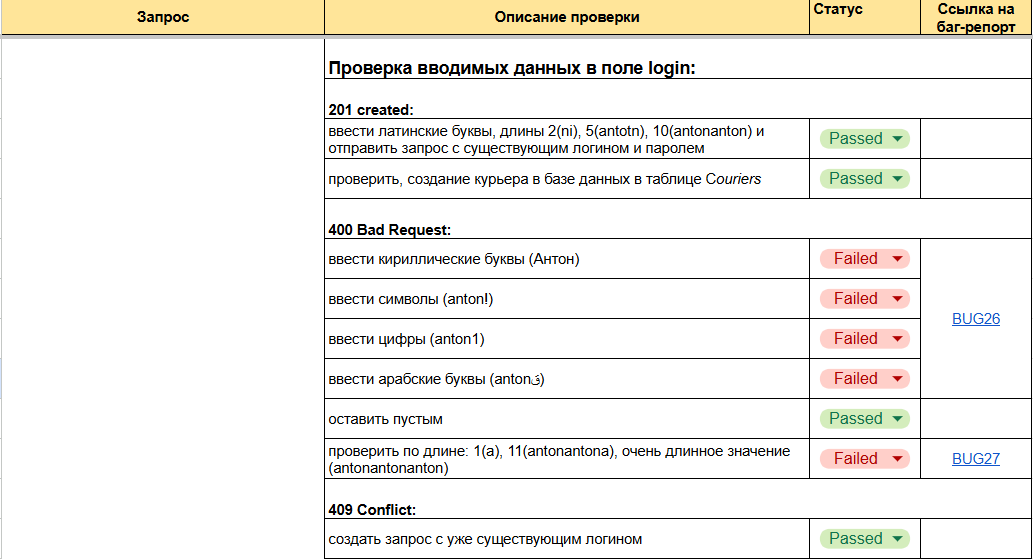 Запрос Описание проверки Статус Ссылка на
баг-репорт
Проверка вводимых данных в поле login:
201 created:
ввести латинские буквы, длины 2(ni), 5(antotn), 10(antonanton) и
отправить запрос с существующим логином и паролем
Passed
проверить, создание курьера в базе данных в таблице Couriers
Passed
400 Bad Request:
ввести кириллические буквы (Антон)
Failed
ввести символы (anton!)
Failed
BUG26
ввести цифры (anton1)
Failed
ввести арабские буквы (antonق)
Failed
оставить пустым
Passed
проверить по длине: 1(a), 11(antonantona), очень длинное значение
(antonantonanton)
Failed
BUG27
409 Conflict:
создать запрос с уже существующим логином
Passed